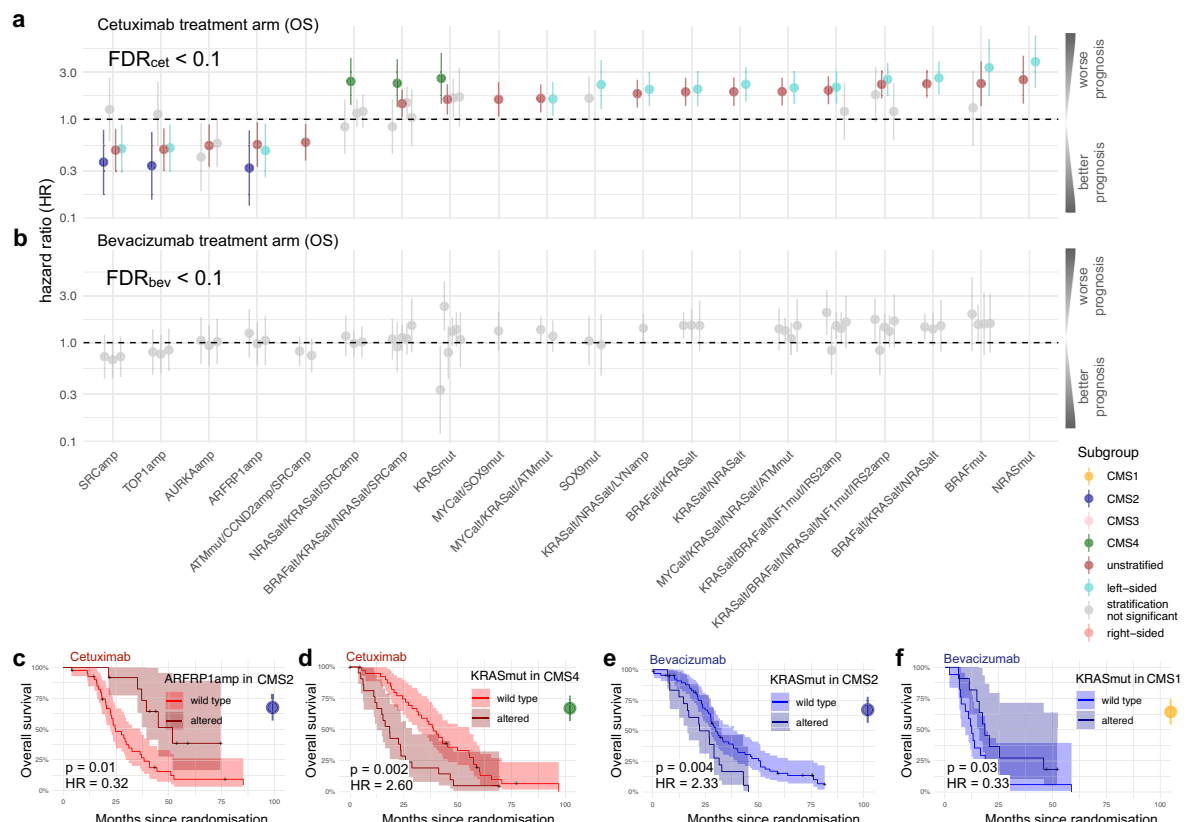 a
Cetuximab treatment arm (OS)
FDRcet < 0.1
3.0
1.0
0.3
0.1
worse
prognosis
better
prognosis
hazard ratio (HR)
b
Bevacizumab treatment arm (OS)
FDRbev < 0.1
3.0
1.0
0.3
0.1
worse
prognosis
better
prognosis
SRCamp
TOP1amp
AURKAamp
ARFRP1amp
ATMmut/CCND2amp/SRCamp
NRASalt/KRASalt/SRCamp
BRAFalt/KRASalt/NRASalt/SRCamp
KRASmut
MYCalt/SOX9mut
MYCalt/KRASalt/ATMmut
SOX9mut
KRASalt/NRASalt/LYNamp
BRAFalt/KRASalt
KRASalt/NRASalt
MYCalt/KRASalt/NRASalt/ATMmut
KRASalt/BRAFalt/NF1mut/IRS2amp
KRASalt/BRAFalt/NRASalt/NF1mut/IRS2amp
BRAFalt/KRASalt/NRASalt
BRAFmut
NRASmut
Subgroup
CMS1
CMS2
CMS3
CMS4
unstratified
left-sided
stratification
not significant
right-sided
c
Cetuximab
ARFRP1amp in CMS2
wild type
altered
p = 0.01
HR = 0.32
Overall survival
100%
75%
50%
25%
0%
0
25
50
75
100
Months since randomisation
d
Cetuximab
KRASmut in CMS4
wild type
altered
p = 0.002
HR = 2.60
Overall survival
100%
75%
50%
25%
0%
0
25
50
75
100
Months since randomisation
e
Bevacizumab
KRASmut in CMS2
wild type
altered
p = 0.004
HR = 2.33
Overall survival
100%
75%
50%
25%
0%
0
25
50
75
100
Months since randomisation
f
Bevacizumab
KRASmut in CMS1
wild type
altered
p = 0.03
HR = 0.33
Overall survival
100%
75%
50%
25%
0%
0
25
50
75
100
Months since randomisation